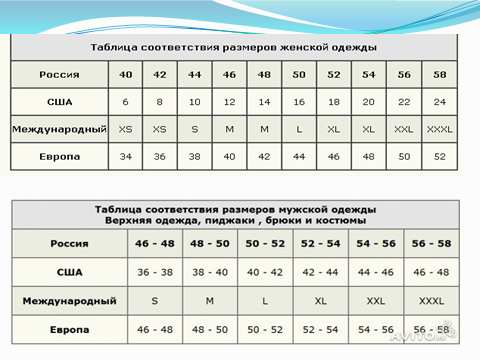 Таблица соответствия размеров женской одежды
Россия 40 42 44 46 48 50 52 54 56 58
США 6 8 10 12 14 16 18 20 22 24
Международный XS XS S M M L XL XL XXL XXXL
Европа 34 36 38 40 42 44 46 48 50 52
Таблица соответствия размеров мужской одежды
Верхняя одежда, пиджаки , брюки и костюмы
Россия 46 - 48 48 - 50 50 - 52 52 - 54 54 - 56 56 - 58
США 36 - 38 38 - 40 40 - 42 42 - 44 44 - 46 46 - 48
Международный S M L XL XXL XXXL
Европа 46 - 48 48 - 50 50 - 52 52 - 54 54 - 56 56 - 58
AVITO.ru